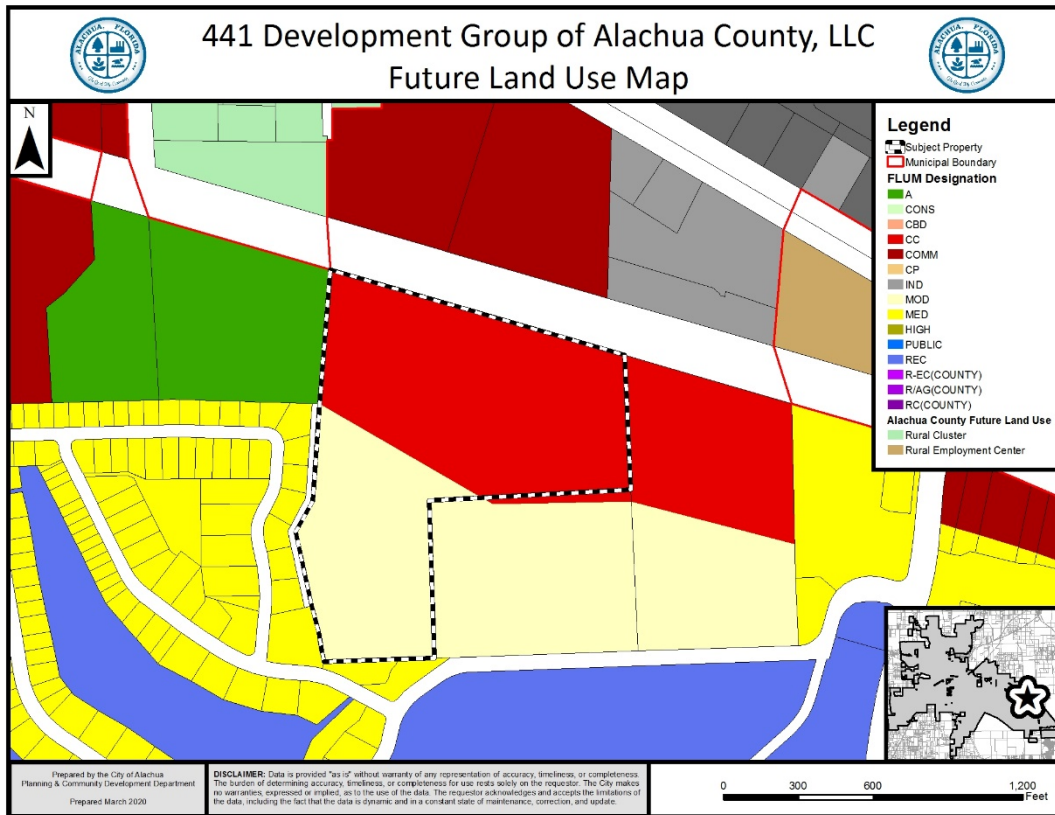 441 Development Group of Alachua County, LLC
Future Land Use Map
ALACHUA, FLORIDA
ALACHUA, FLORIDA
N
Legend
Subject Property
Municipal Boundary
FLUM Designation
A
CONS
CBD
CC
COMM
CP
IND
MOD
MED
HIGH
PUBLIC
REC
R-EC(COUNTY)
R/AG(COUNTY)
RC(COUNTY)
Alachua County Future Land Use
Rural Cluster
Rural Employment Center
Prepared by the City of Alachua
Planning & Community Development Department
Prepared March 2020
DISCLAIMER: Data is provided "as is" without warranty of any representation of accuracy, timeliness, or completeness.
The burden of determining accuracy, timeliness, or completeness for use rests solely on the requestor. The City makes
no warranties, expressed or implied, as to the use of the data. The requestor acknowledges and accepts the limitations of
the data, including the fact that the data is dynamic and in a constant state of maintenance, correction, and update.
0 300 600 1,200
Feet